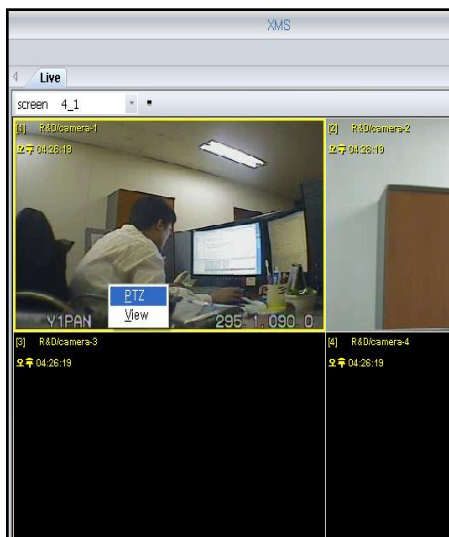 XMS
Live
screen 4_1
[1] R&D/camera-1
오후 04:26:19
[2] R&D/camera-2
오후 04:26:19
PTZ
View
Y1PAN 295.1.090.0
[3] R&D/camera-3
오후 04:26:19
[4] R&D/camera-4
오후 04:26:19